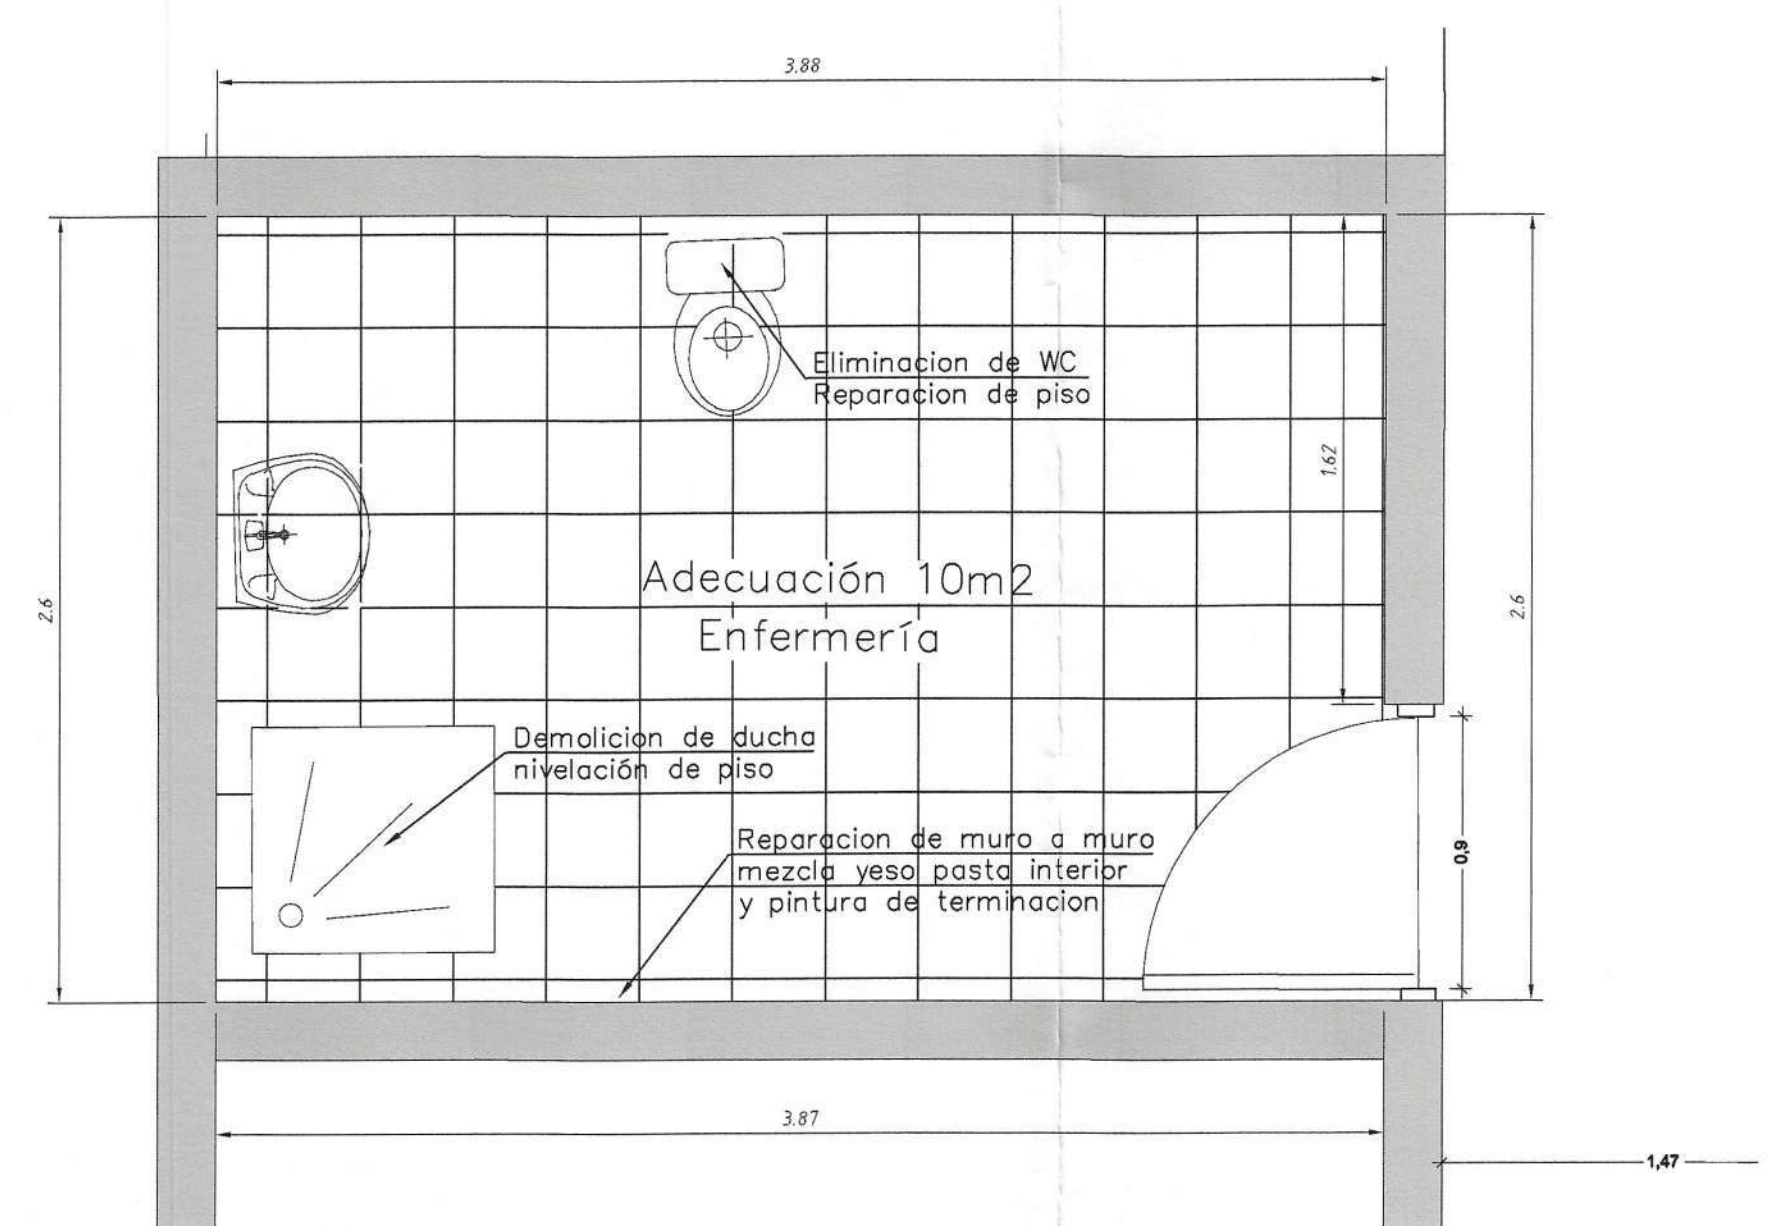 3.88
Eliminacion de WC
Reparacion de piso
1.62
2.6
Adecuación 10m2
Enfermería
2.6
Demolicion de ducha
nivelación de piso
Reparacion de muro a muro
mezcla yeso pasta interior
y pintura de terminacion
0,9
3.87
1,47